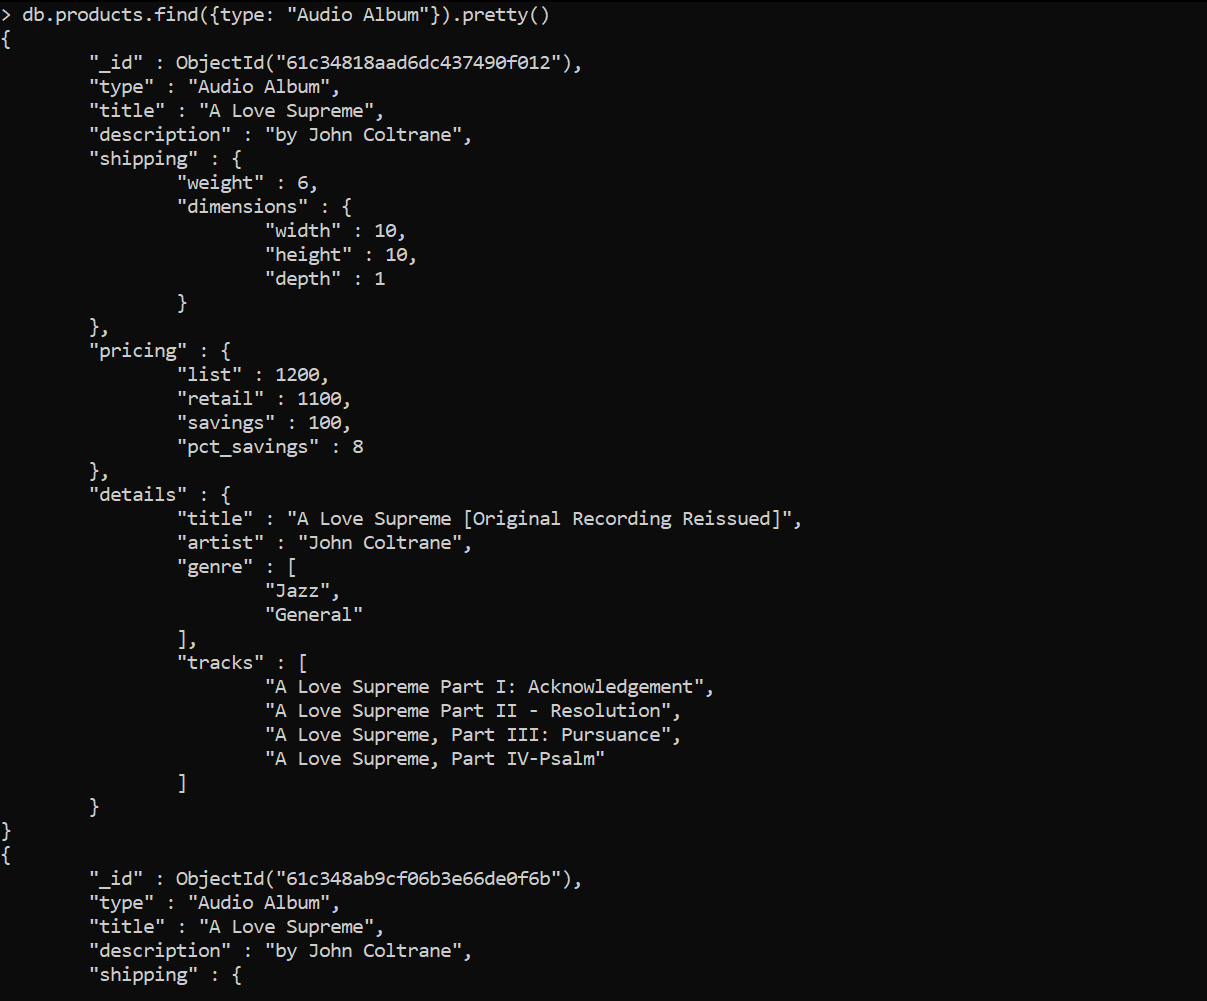 > db.products.find({type: "Audio Album"}).pretty()
{
        "_id" : ObjectId("61c34818aad6dc437490f012"),
        "type" : "Audio Album",
        "title" : "A Love Supreme",
        "description" : "by John Coltrane",
        "shipping" : {
                "weight" : 6,
                "dimensions" : {
                        "width" : 10,
                        "height" : 10,
                        "depth" : 1
                }
        },
        "pricing" : {
                "list" : 1200,
                "retail" : 1100,
                "savings" : 100,
                "pct_savings" : 8
        },
        "details" : {
                "title" : "A Love Supreme [Original Recording Reissued]",
                "artist" : "John Coltrane",
                "genre" : [
                        "Jazz",
                        "General"
                ],
                "tracks" : [
                        "A Love Supreme Part I: Acknowledgement",
                        "A Love Supreme Part II - Resolution",
                        "A Love Supreme, Part III: Pursuance",
                        "A Love Supreme, Part IV-Psalm"
                ]
        }
}
{
        "_id" : ObjectId("61c348ab9cf06b3e66de0f6b"),
        "type" : "Audio Album",
        "title" : "A Love Supreme",
        "description" : "by John Coltrane",
        "shipping" : {